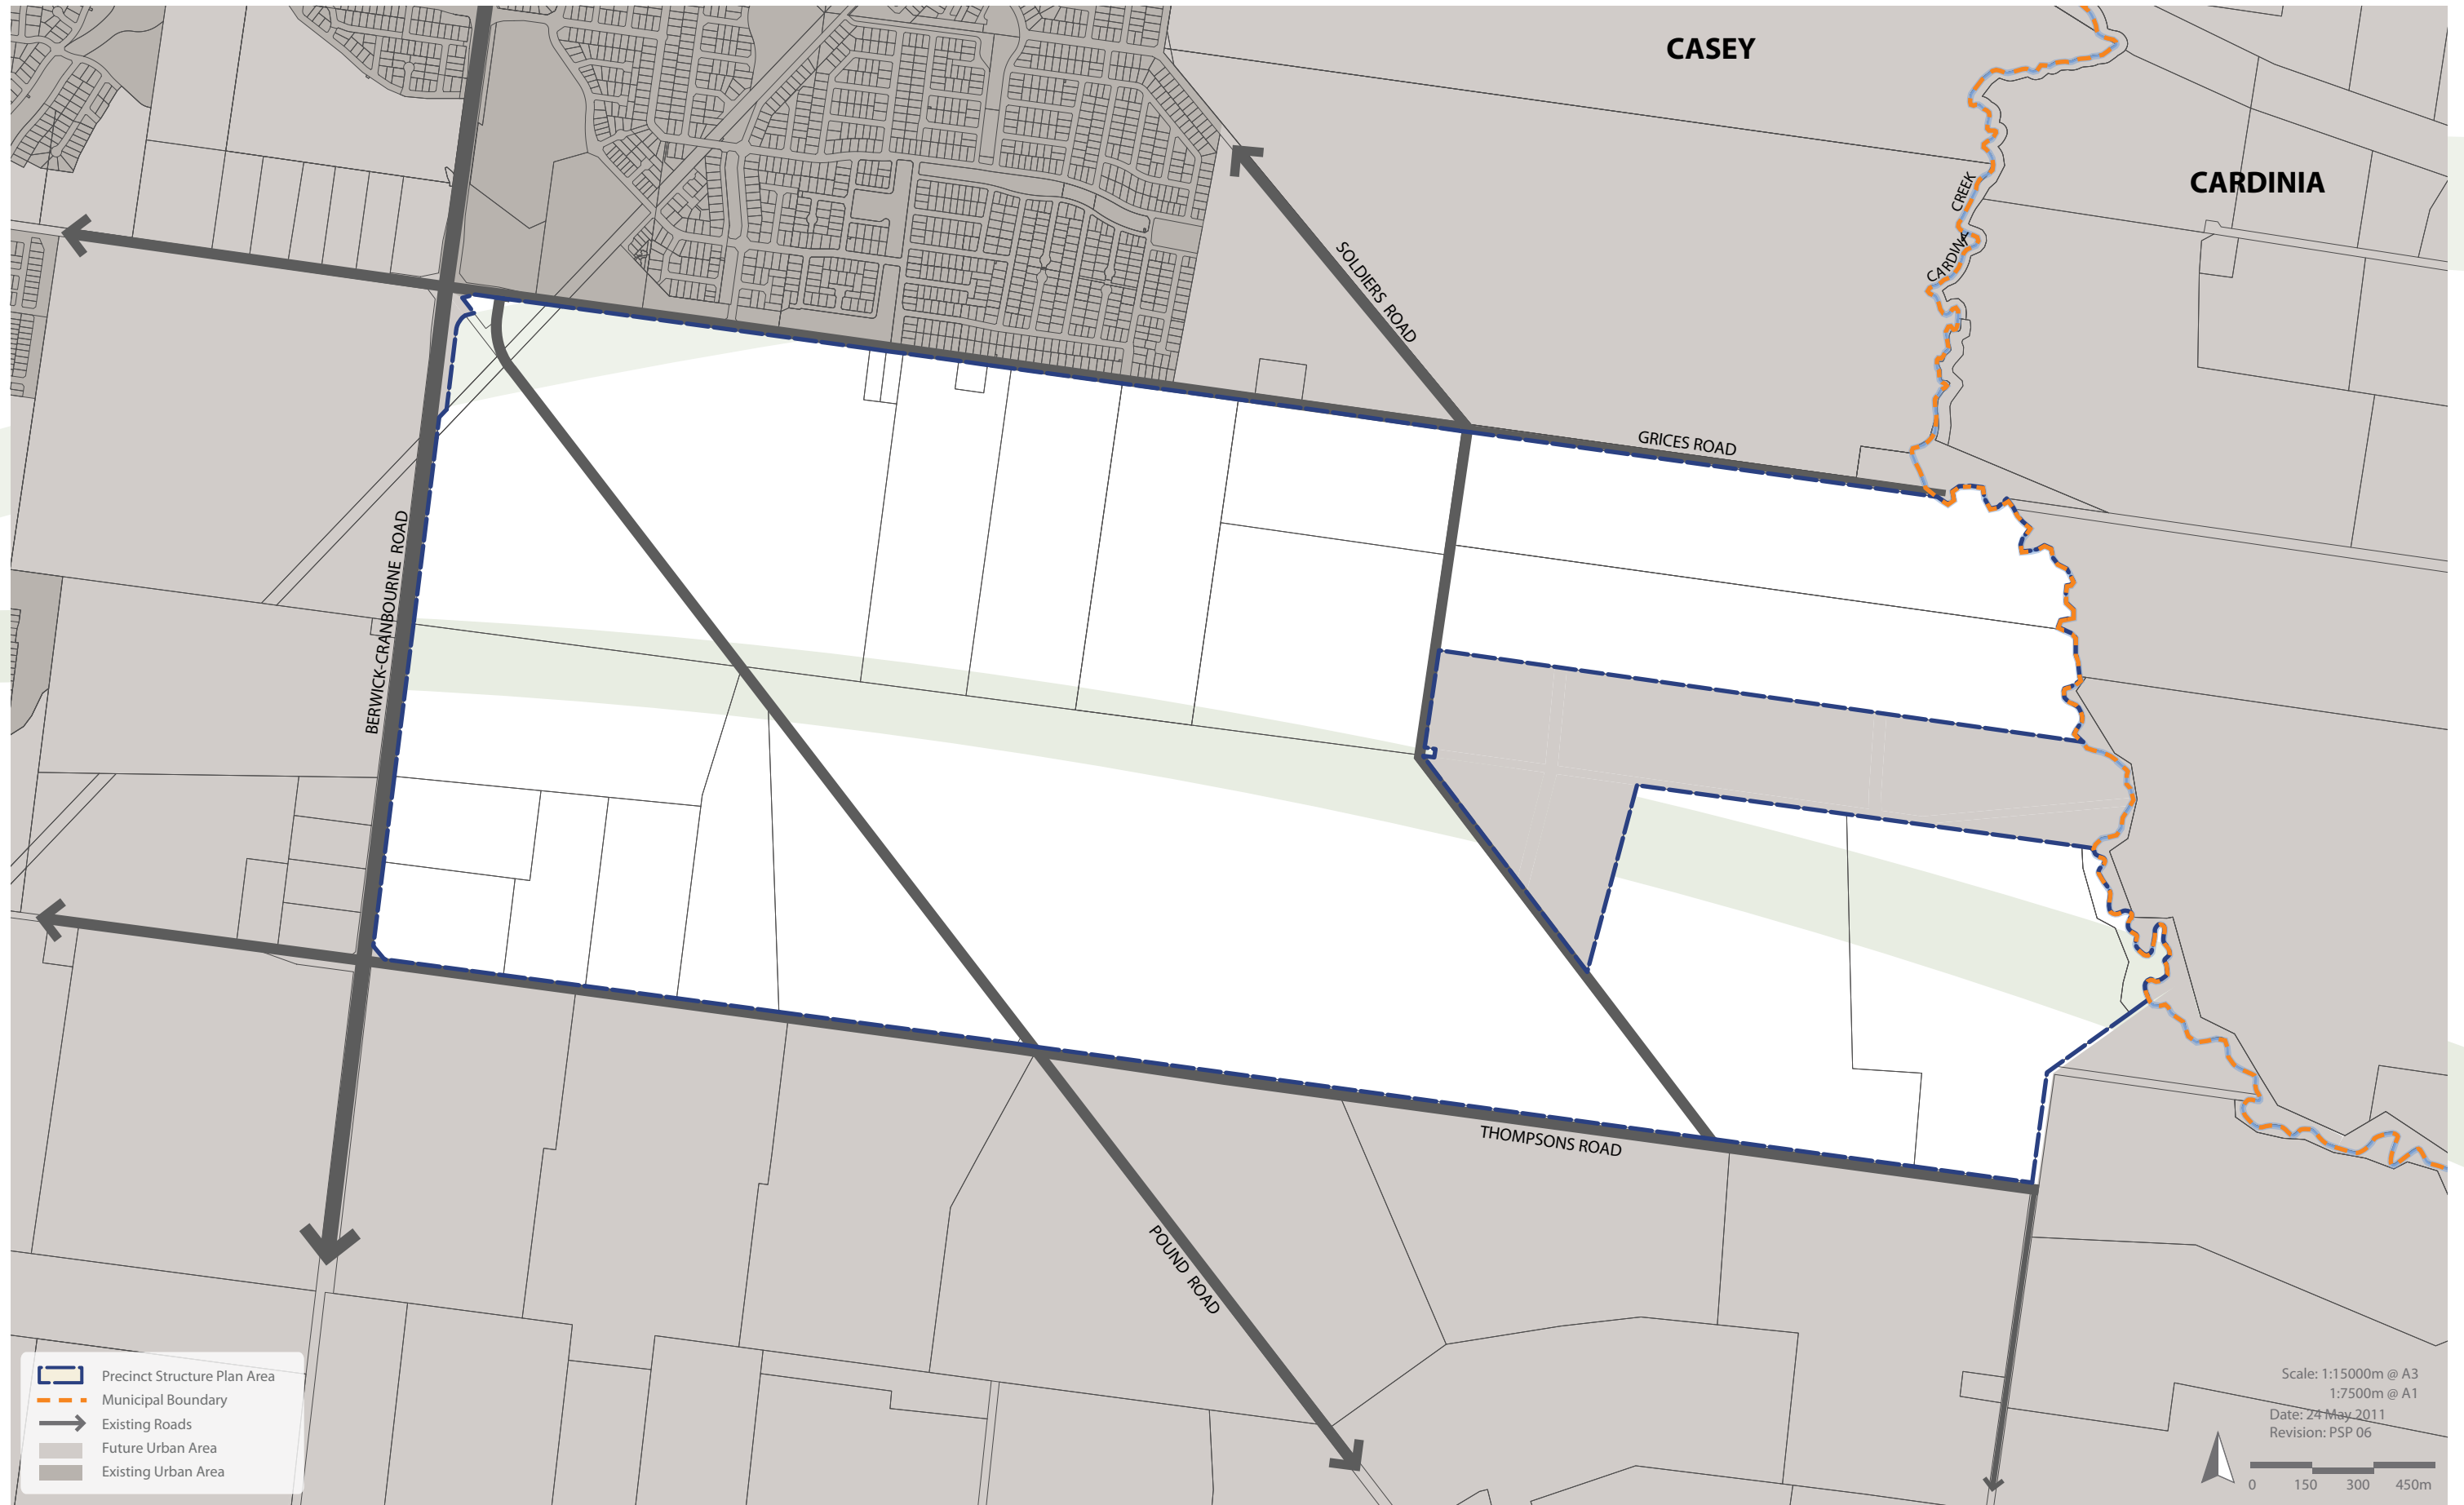 CASEY
CARDINIA
CARDINIA CREEK
SOLDIERS ROAD
GRICES ROAD
BERWICK-CRANBOURNE ROAD
THOMPSONS ROAD
POUND ROAD
Precinct Structure Plan Area
Municipal Boundary
Existing Roads
Future Urban Area
Existing Urban Area
Scale: 1:15000m @ A3
1:7500m @ A1
Date: 24 May 2011
Revision: PSP 06
0 150 300 450m